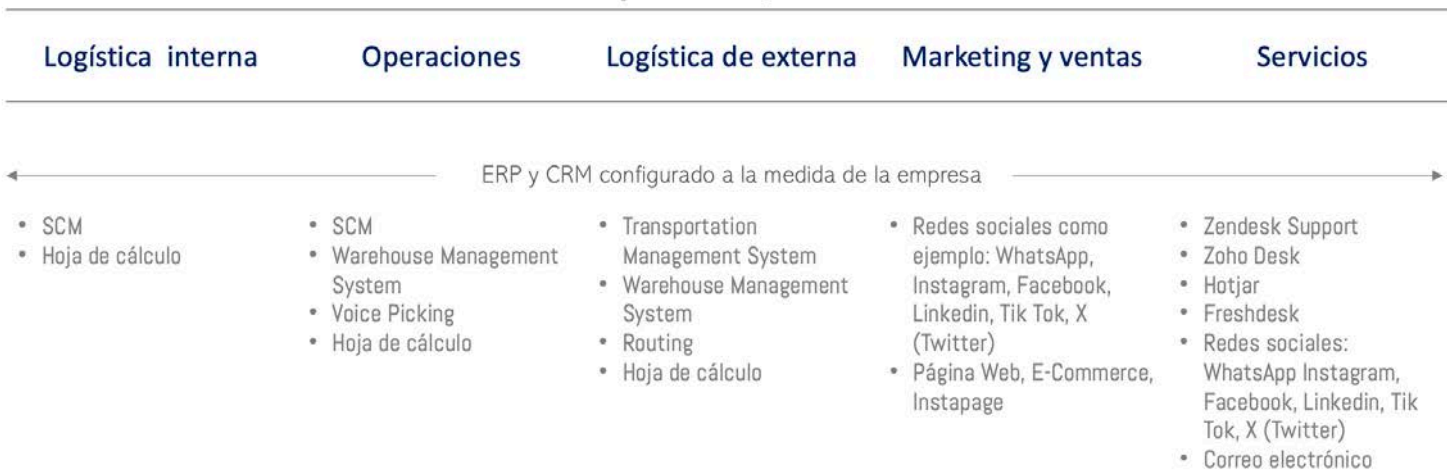 Logística interna
Operaciones
Logística de externa
Marketing y ventas
Servicios
ERP y CRM configurado a la medida de la empresa
• SCM
• Hoja de cálculo
• SCM
• Warehouse Management
System
• Voice Picking
• Hoja de cálculo
• Transportation
Management System
• Warehouse Management
System
• Routing
• Hoja de cálculo
• Redes sociales como
ejemplo: WhatsApp,
Instagram, Facebook,
Linkedin, Tik Tok, X
(Twitter)
• Página Web, E-Commerce,
Instapage
• Zendesk Support
• Zoho Desk
• Hotjar
• Freshdesk
• Redes sociales:
WhatsApp Instagram,
Facebook, Linkedin, Tik
Tok, X (Twitter)
• Correo electrónico